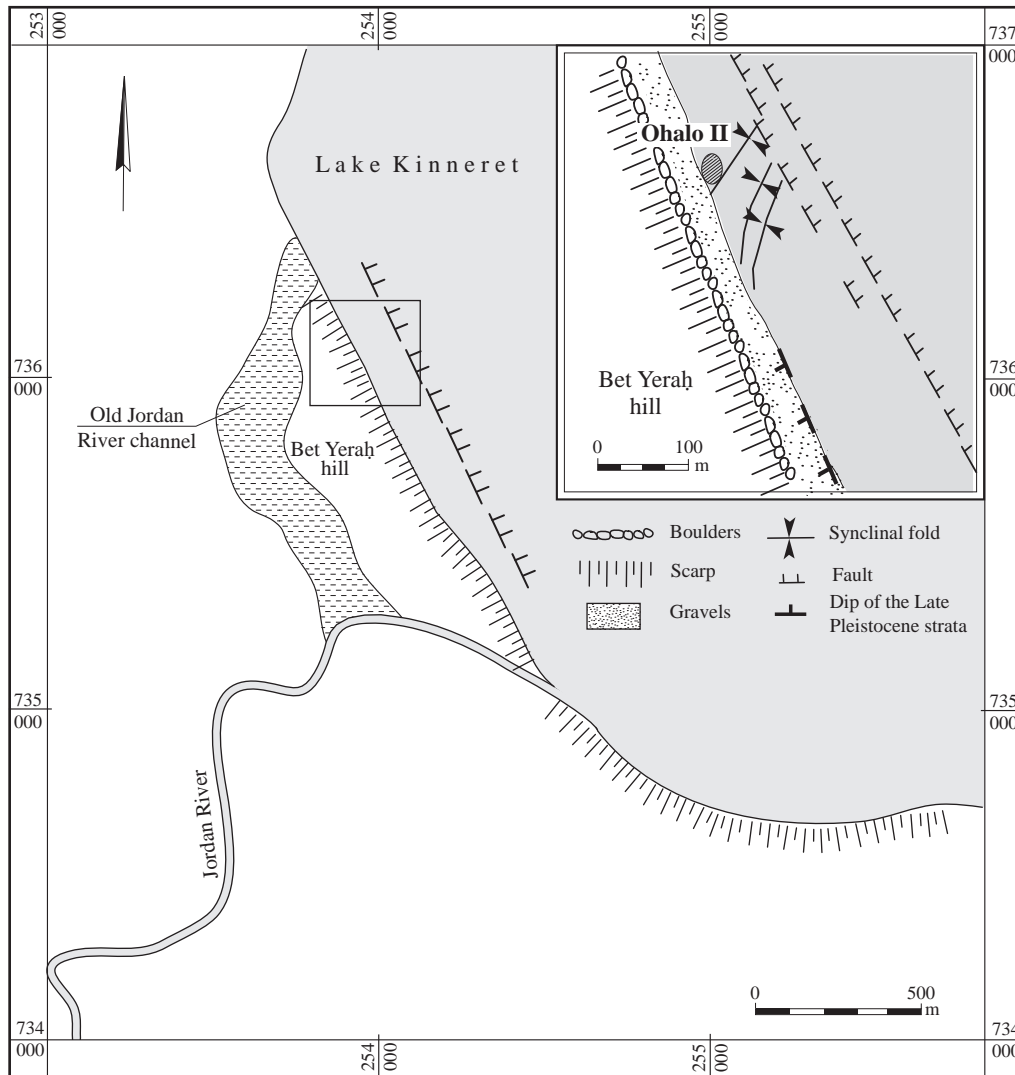 253
000
254
000
255
000
737
000
Lake Kinneret
Ohalo II
Bet Yeraḥ
hill
0 100
m
736
000
736
000
Old Jordan
River channel
Bet Yeraḥ
hill
Boulders
Synclinal fold
Scarp
Fault
Gravels
Dip of the Late
Pleistocene strata
735
000
735
000
Jordan River
0 500
m
734
000
734
000
254
000
255
000